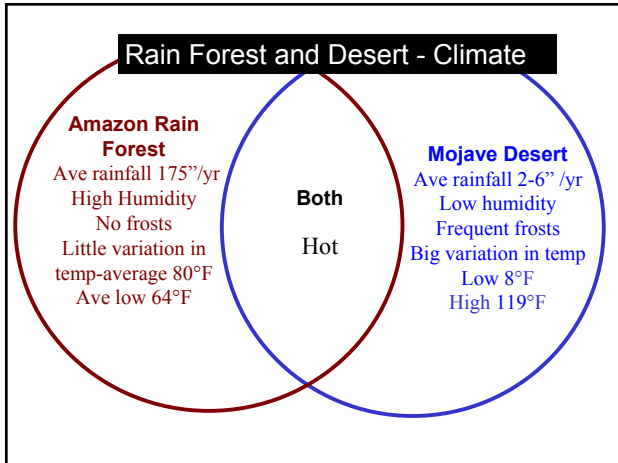 Rain Forest and Desert - Climate
Amazon Rain
Forest
Ave rainfall 175”/yr
High Humidity
No frosts
Little variation in
temp-average 80°F
Ave low 64°F
Both
Hot
Mojave Desert
Ave rainfall 2-6” /yr
Low humidity
Frequent frosts
Big variation in temp
Low 8°F
High 119°F